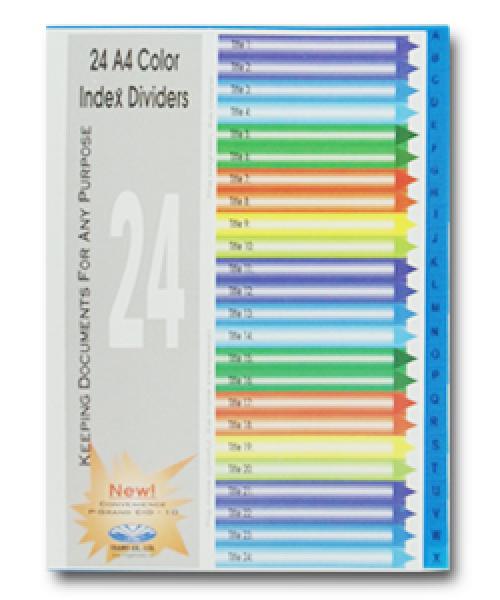 24 A4 Color
Index Dividers
KEEPING DOCUMENTS FOR ANY PURPOSE
24
New!
CONVENIENCE
Title 1.
Title 2.
Title 3.
Title 4.
Title 5.
Title 6.
Title 7.
Title 8.
Title 9.
Title 10.
Title 11.
Title 12.
Title 13.
Title 14.
Title 15.
Title 16.
Title 17.
Title 18.
Title 19.
Title 20.
Title 21.
Title 22.
Title 23.
Title 24.
A
B
C
D
E
F
G
H
I
J
K
L
M
N
O
P
Q
R
S
T
U
V
W
X